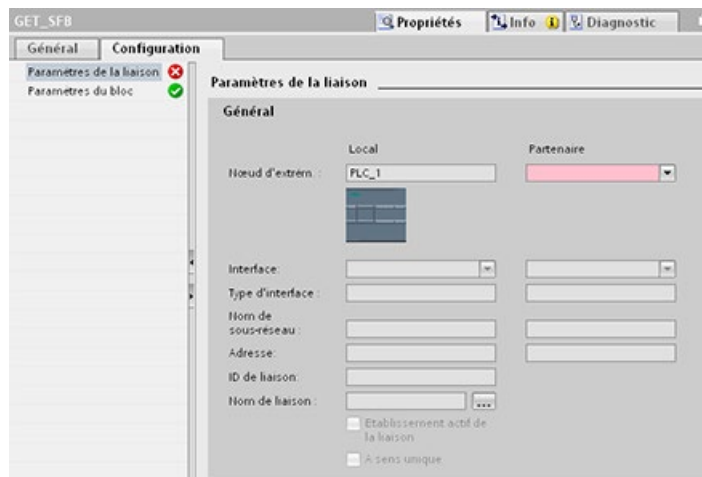 GET_SFB
Propriétés
Info
Diagnostic
Général
Configuration
Paramètres de la liaison
Paramètres du bloc
Paramètres de la liaison
Général
Local
Partenaire
Nœud d'extrém. :
PLC_1
Interface:
Type d'interface :
Nom de
sous-réseau :
Adresse:
ID de liaison:
Nom de liaison :
...
Etablissement actif de
la liaison
A sens unique